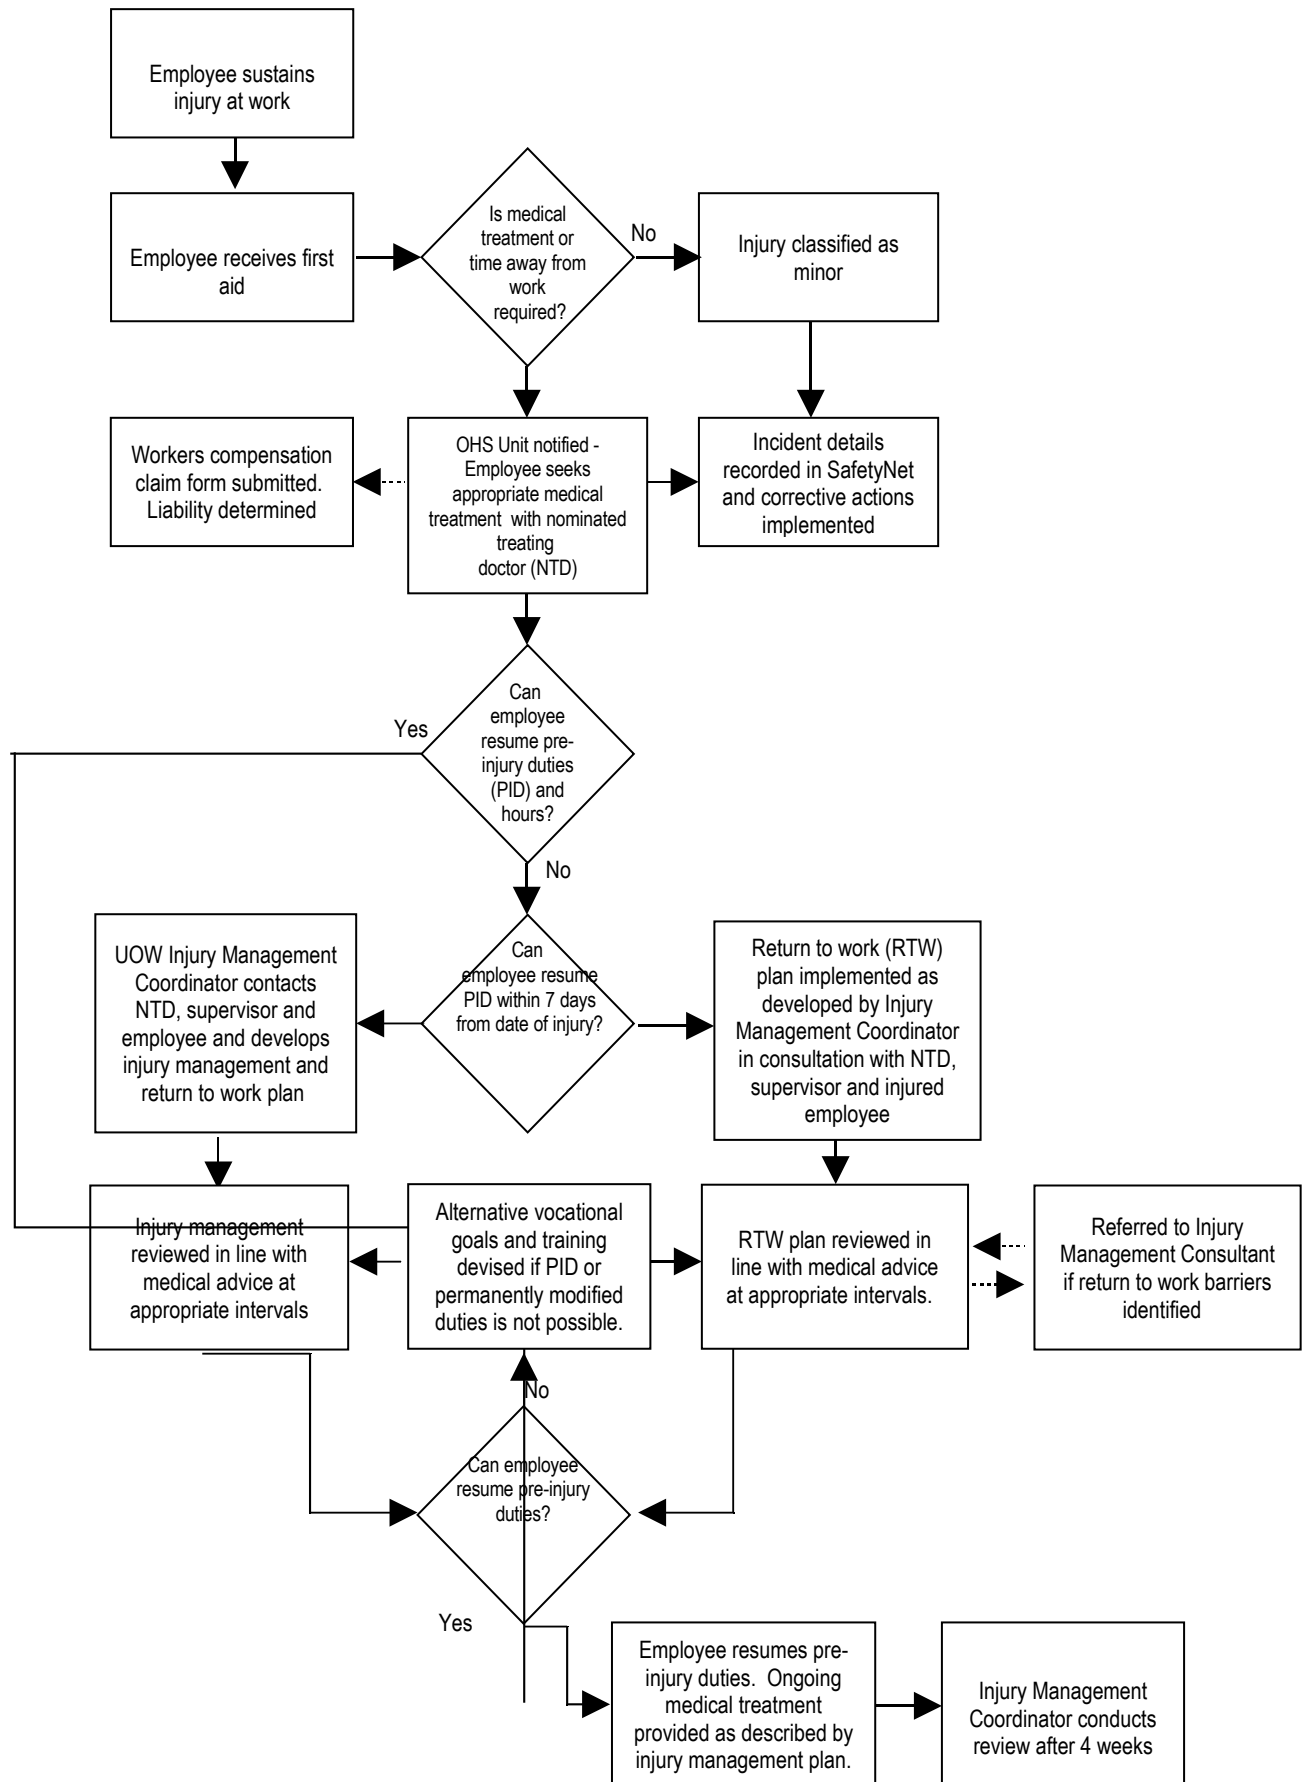 Employee sustains
injury at work
Employee receives first
aid
Is medical
treatment or
time away from
work
required?
No
Injury classified as
minor
Workers compensation
claim form submitted.
Liability determined
OHS Unit notified -
Employee seeks
appropriate medical
treatment with nominated
treating
doctor (NTD)
Incident details
recorded in SafetyNet
and corrective actions
implemented
Can
employee
resume pre-
injury duties
(PID) and
hours?
Yes
No
UOW Injury Management
Coordinator contacts
NTD, supervisor and
employee and develops
injury management and
return to work plan
Can
employee resume
PID within 7 days
from date of injury?
Return to work (RTW)
plan implemented as
developed by Injury
Management Coordinator
in consultation with NTD,
supervisor and injured
employee
Injury management
reviewed in line with
medical advice at
appropriate intervals
Alternative vocational
goals and training
devised if PID or
permanently modified
duties is not possible.
RTW plan reviewed in
line with medical advice
at appropriate intervals.
Referred to Injury
Management Consultant
if return to work barriers
identified
No
Can employee
resume pre-injury
duties?
Yes
Employee resumes pre-
injury duties. Ongoing
medical treatment
provided as described by
injury management plan.
Injury Management
Coordinator conducts
review after 4 weeks